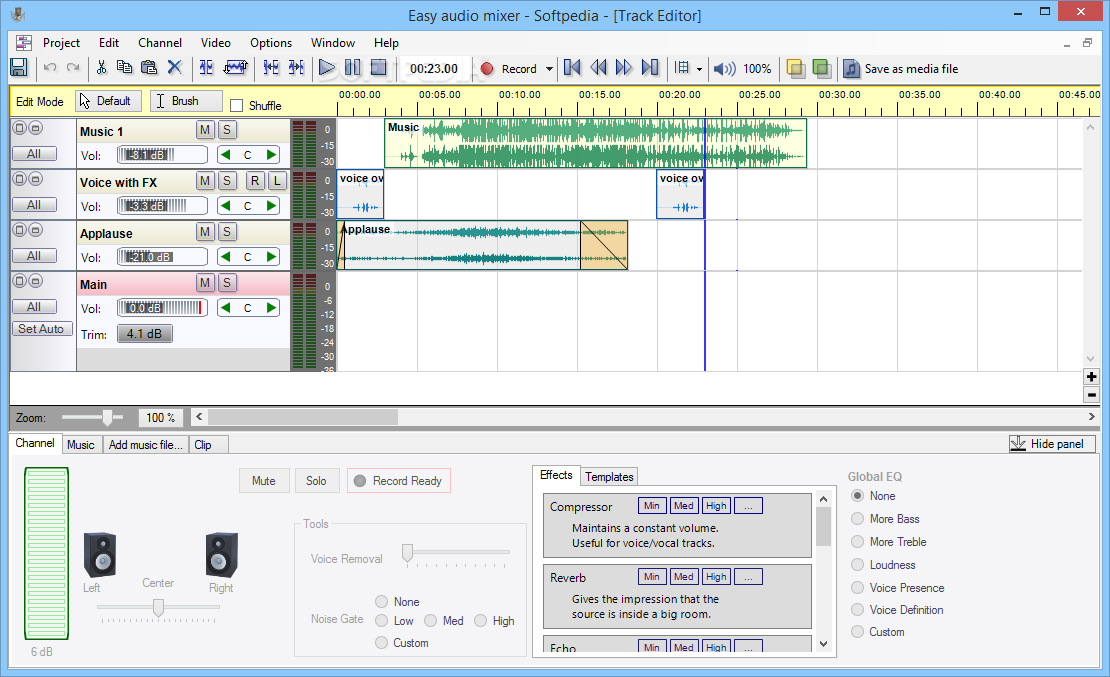 Easy audio mixer - Softpedia - [Track Editor]
Project Edit Channel Video Options Window Help
00:23.00 Record 100% Save as media file
SOFTPEDIA
Edit Mode Default Brush Shuffle
00:00.00 00:05.00 00:10.00 00:15.00 00:20.00 00:25.00 00:30.00 00:35.00 00:40.00 00:45.00
Music 1 M S 0 Music
All Vol: -8.1 dB C -15
-30
Voice with FX M S R L 0 voice ov voice ov
All Vol: -3.3 dB C -15
-30
Applause M S 0 Applause
All Vol: -21.0 dB C -15
-30
Main M S 0
-6
All Vol: 0.0 dB C -9
-12
Set Auto -18
Trim: 4.1 dB -24
-30
-36
Zoom: 100 %
Channel Music Add music file... Clip Hide panel
Mute Solo Record Ready
Effects Templates
Global EQ
None
More Bass
More Treble
Loudness
Voice Presence
Voice Definition
Custom
Compressor Min Med High ...
Maintains a constant volume.
Useful for voice/vocal tracks.
Reverb Min Med High ...
Gives the impression that the
source is inside a big room.
Echo Min Med High ...
Tools
Voice Removal
Noise Gate
None
Low Med High
Custom
Left Center Right
6 dB